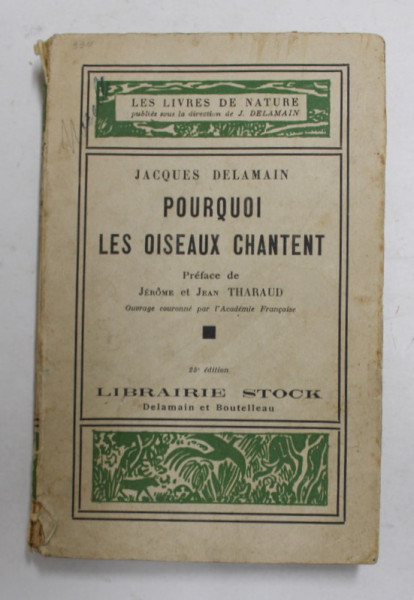 LES LIVRES DE NATURE
publiés sous la direction de J. DELAMAIN
JACQUES DELAMAIN
POURQUOI
LES OISEAUX CHANTENT
Préface de
JÉRÔME et JEAN THARAUD
Ouvrage couronné par l'Académie Française
édition
LIBRAIRIE STOCK
Delamain et Boutelleau